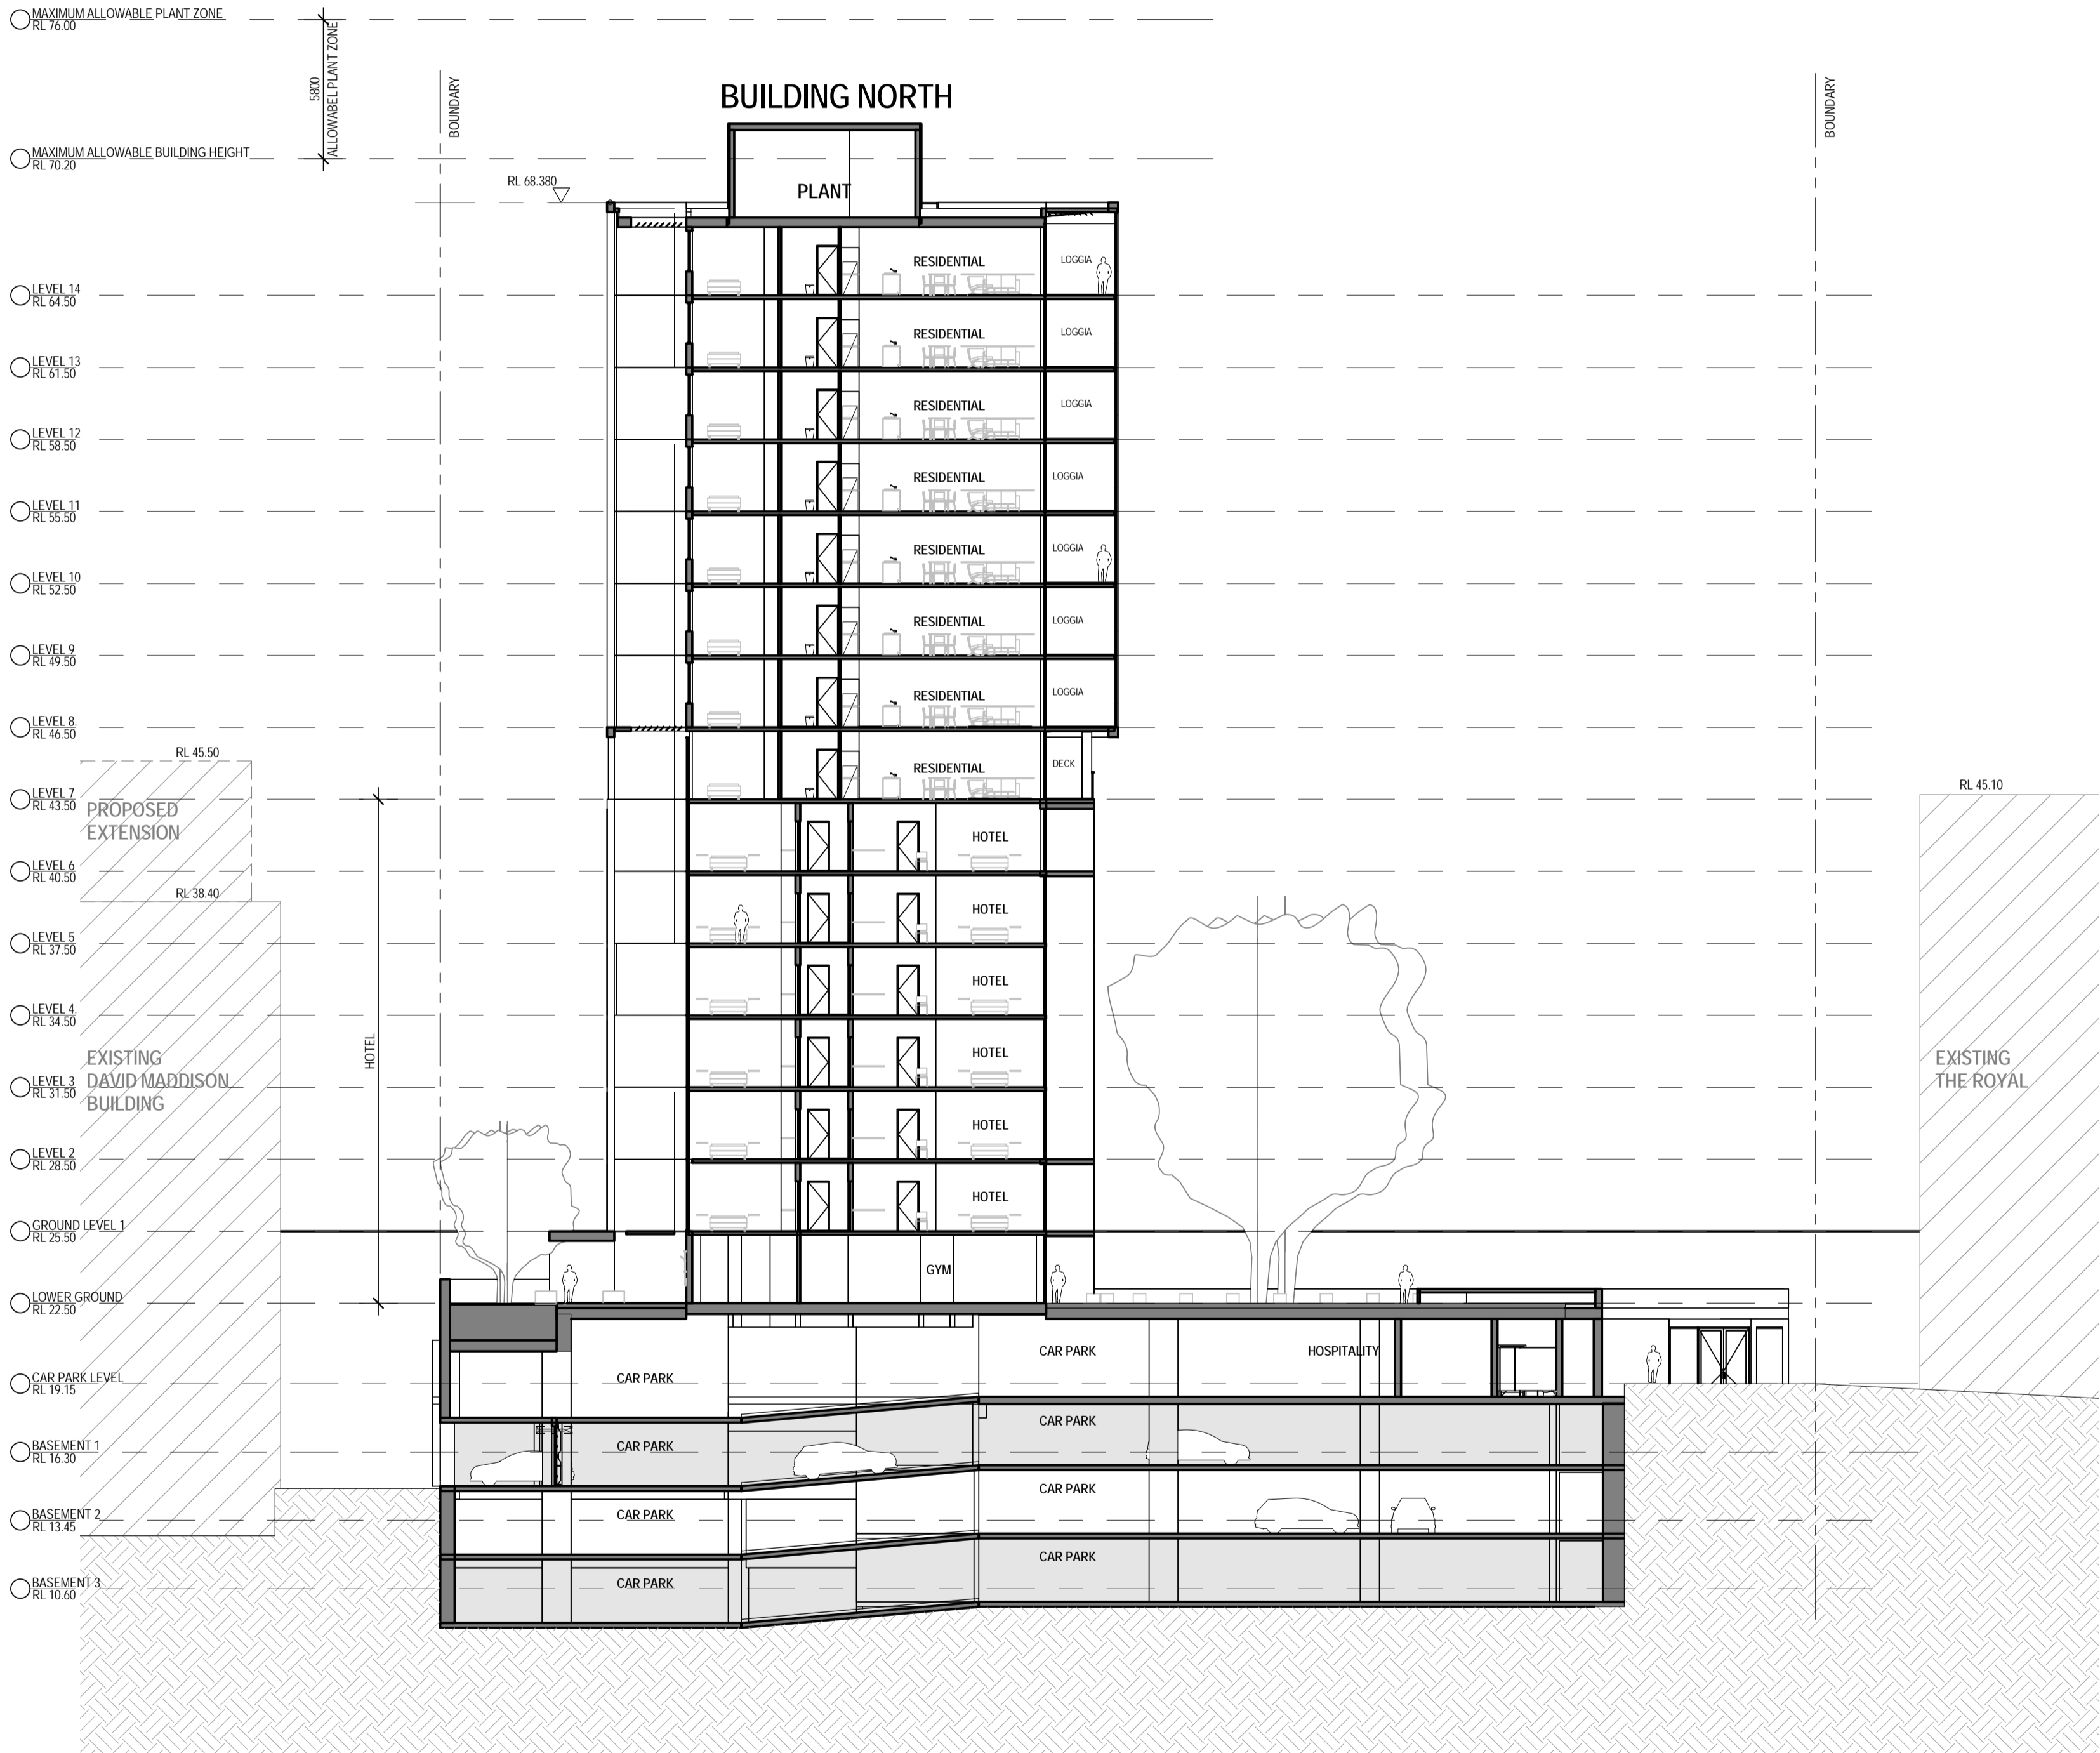 MAXIMUM ALLOWABLE PLANT ZONE
RL 76.00
5800
ALLOWABEL PLANT ZONE
BOUNDARY
BUILDING NORTH
BOUNDARY
MAXIMUM ALLOWABLE BUILDING HEIGHT
RL 70.20
RL 68.380
PLANT
RESIDENTIAL
LOGGIA
LEVEL 14
RL 64.50
RESIDENTIAL
LOGGIA
LEVEL 13
RL 61.50
RESIDENTIAL
LOGGIA
LEVEL 12
RL 58.50
RESIDENTIAL
LOGGIA
LEVEL 11
RL 55.50
RESIDENTIAL
LOGGIA
LEVEL 10
RL 52.50
RESIDENTIAL
LOGGIA
LEVEL 9
RL 49.50
RESIDENTIAL
LOGGIA
LEVEL 8
RL 46.50
RL 45.50
RESIDENTIAL
DECK
LEVEL 7
RL 43.50
RL 45.10
PROPOSED
EXTENSION
HOTEL
LEVEL 6
RL 40.50
RL 38.40
HOTEL
LEVEL 5
RL 37.50
HOTEL
LEVEL 4
RL 34.50
HOTEL
HOTEL
EXISTING
DAVID MADDISON
BUILDING
EXISTING
THE ROYAL
LEVEL 3
RL 31.50
HOTEL
LEVEL 2
RL 28.50
HOTEL
GROUND LEVEL 1
RL 25.50
GYM
LOWER GROUND
RL 22.50
CAR PARK
HOSPITALITY
CAR PARK LEVEL
RL 19.15
CAR PARK
CAR PARK
BASEMENT 1
RL 16.30
CAR PARK
CAR PARK
BASEMENT 2
RL 13.45
CAR PARK
CAR PARK
BASEMENT 3
RL 10.60
CAR PARK